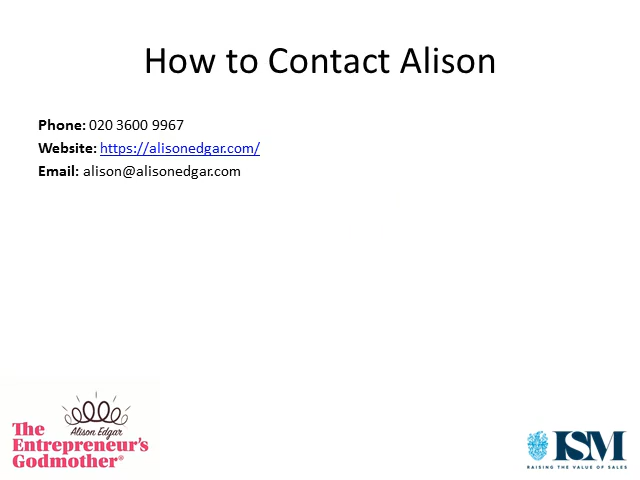 How to Contact Alison
Phone: 020 3600 9967
Website: https://alisonedgar.com/
Email: alison@alisonedgar.com
Alison Edgar
The
Entrepreneur's
Godmother®
ISM
RAISING THE VALUE OF SALES